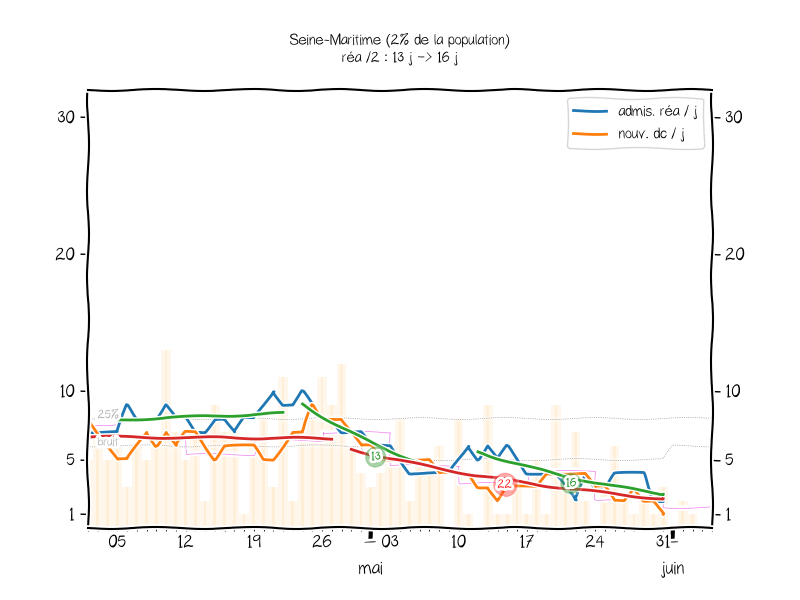 Seine-Maritime (2% de la population)
réa /2 : 13 j -> 16 j
30
30
admis. réa / j
nouv. dc / j
20
20
10
10
25%
bruit
13
5
5
22
16
1
1
05 12 19 26 03 10 17 24 31
mai juin